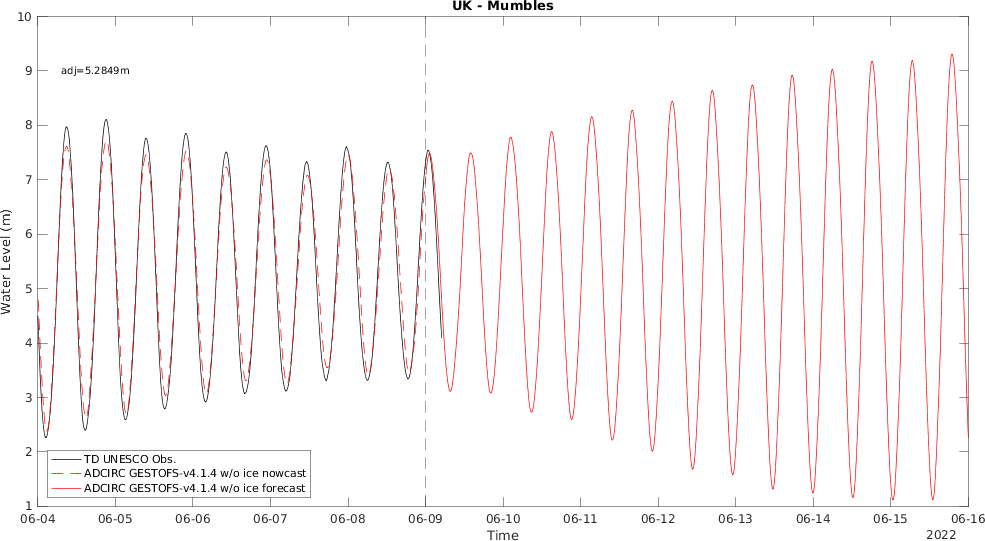 UK - Mumbles
10
9
8
7
6
5
4
3
2
1
Water Level (m)
adj=5.2849m
TD UNESCO Obs.
ADCIRC GESTOFS-v4.1.4 w/o ice nowcast
ADCIRC GESTOFS-v4.1.4 w/o ice forecast
06-04 06-05 06-06 06-07 06-08 06-09 06-10 06-11 06-12 06-13 06-14 06-15 06-16
Time
2022